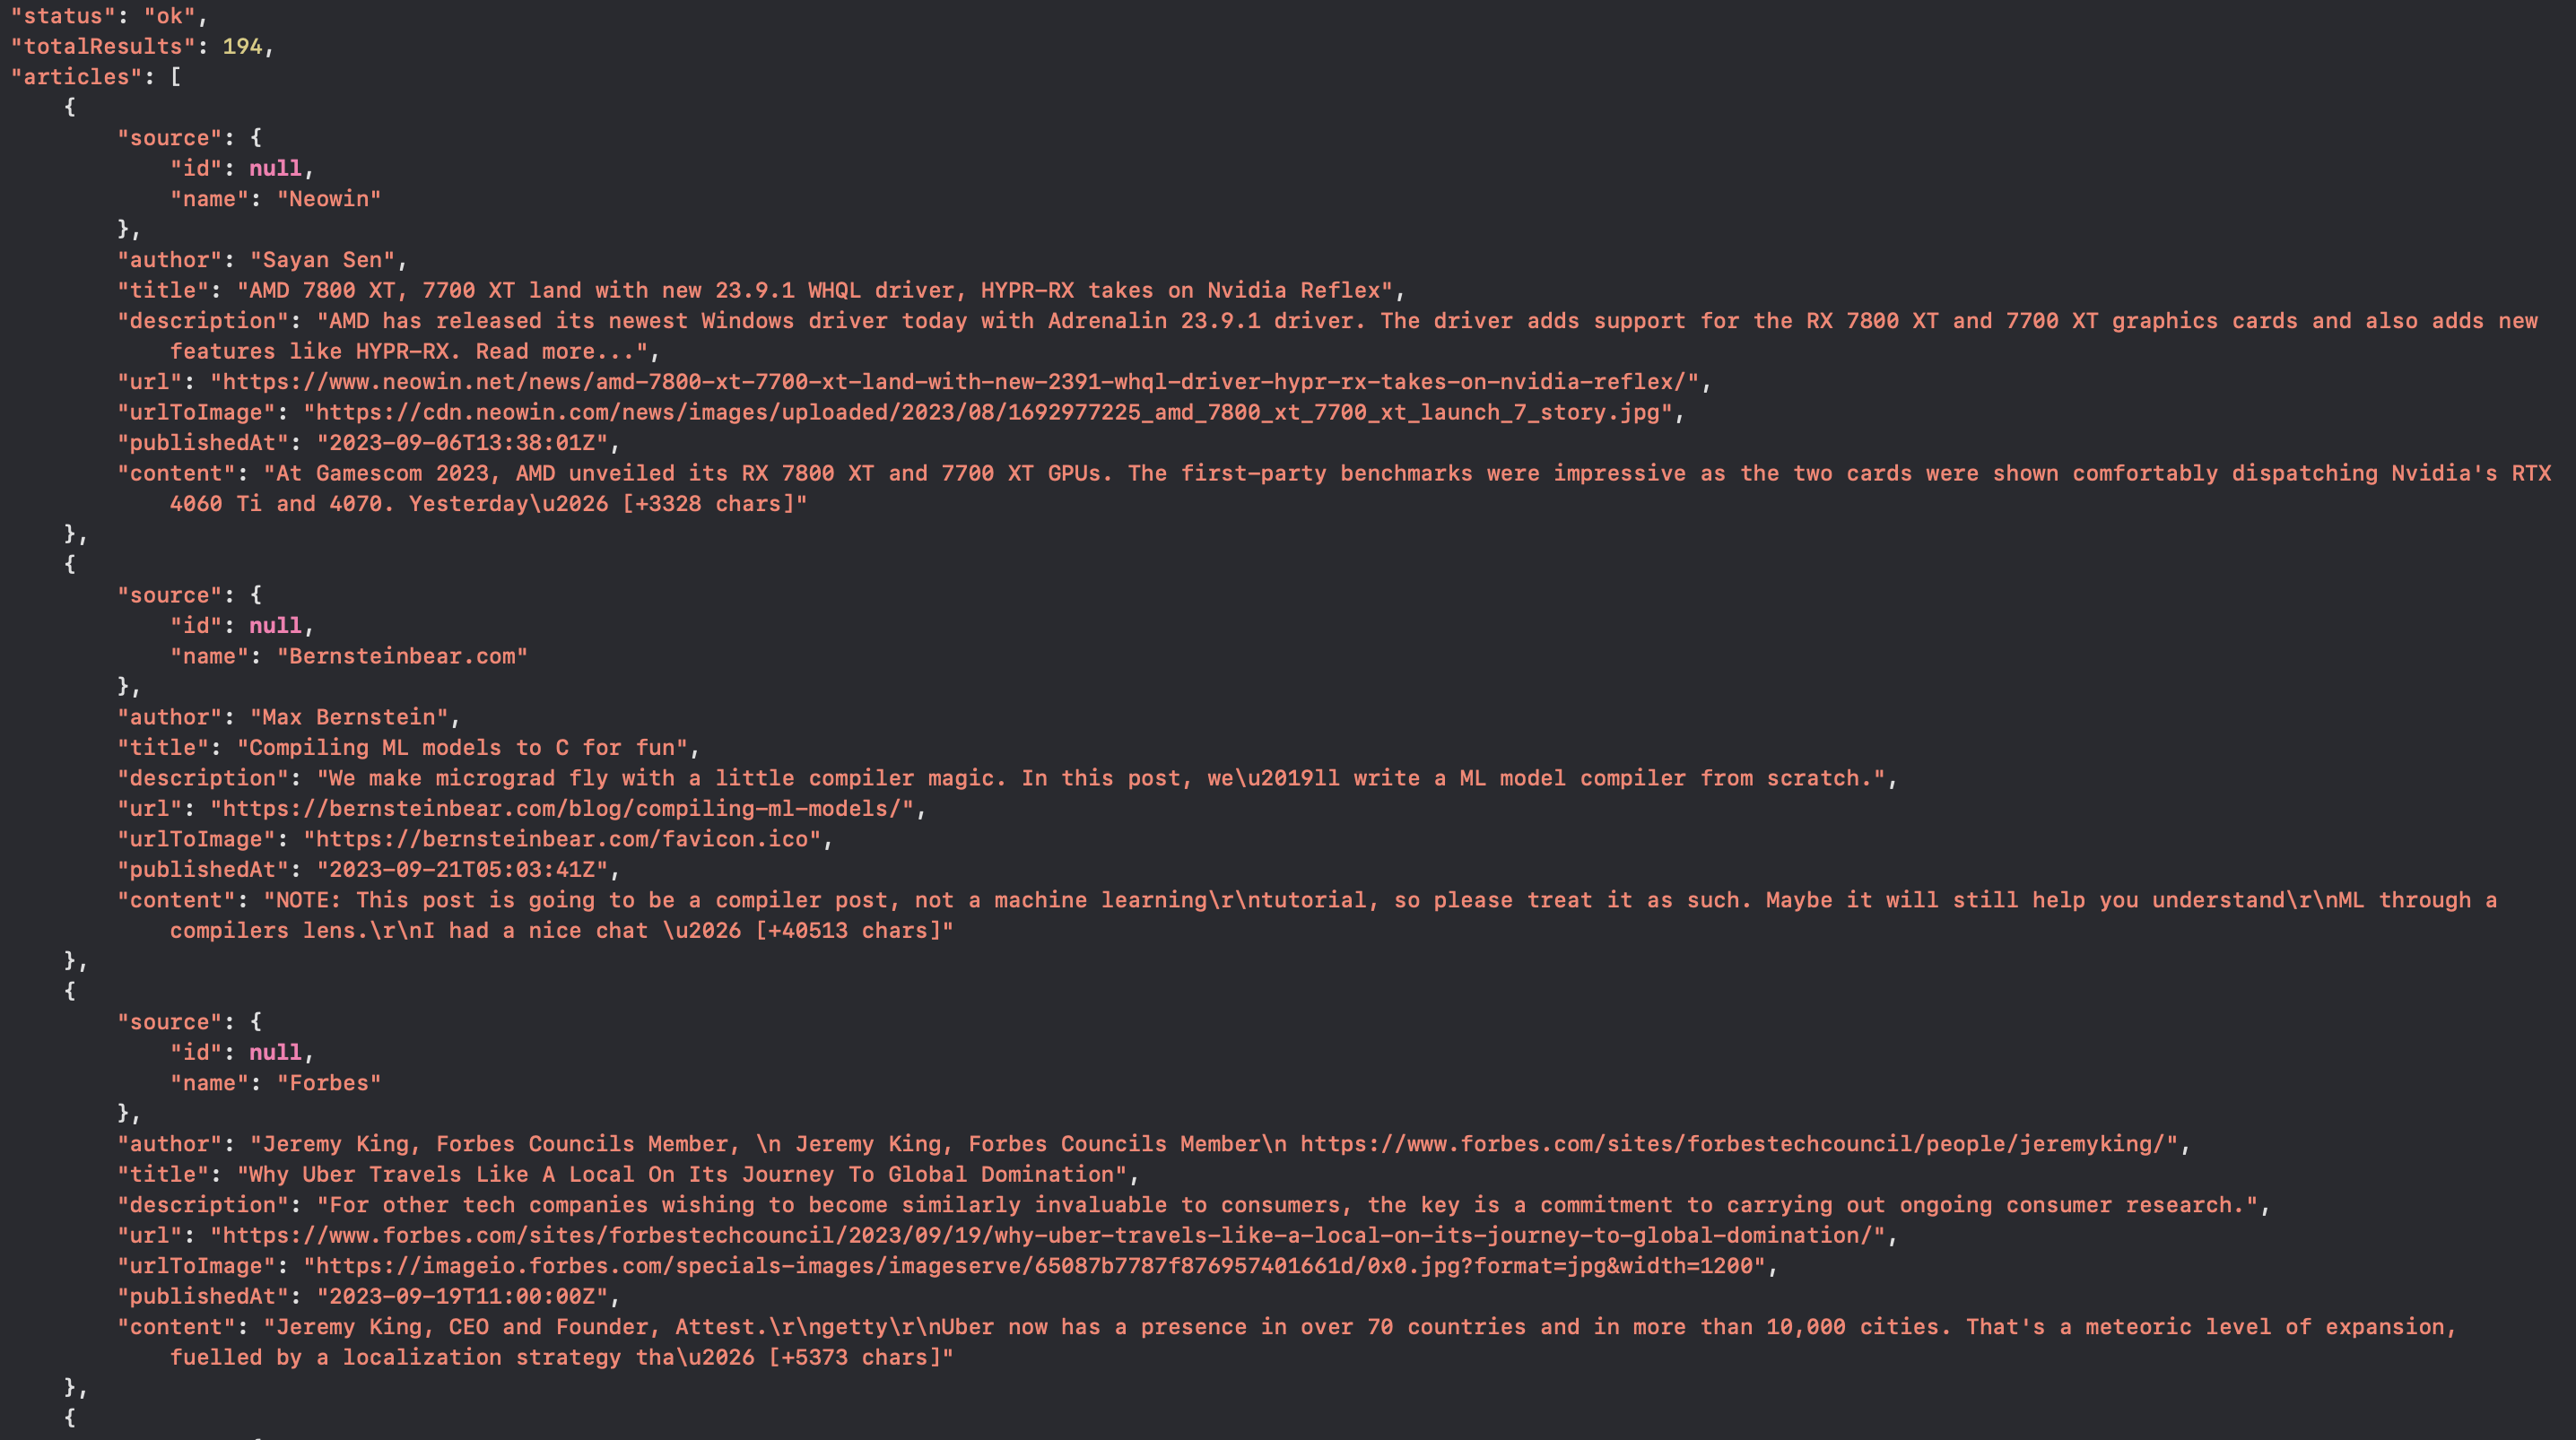 "status": "ok",
"totalResults": 194,
"articles": [
{
"source": {
"id": null,
"name": "Neowin"
},
"author": "Sayan Sen",
"title": "AMD 7800 XT, 7700 XT land with new 23.9.1 WHQL driver, HYPR-RX takes on Nvidia Reflex",
"description": "AMD has released its newest Windows driver today with Adrenalin 23.9.1 driver. The driver adds support for the RX 7800 XT and 7700 XT graphics cards and also adds new
features like HYPR-RX. Read more...",
"url": "https://www.neowin.net/news/amd-7800-xt-7700-xt-land-with-new-2391-whql-driver-hypr-rx-takes-on-nvidia-reflex/",
"urlToImage": "https://cdn.neowin.com/news/images/uploaded/2023/08/1692977225_amd_7800_xt_7700_xt_launch_7_story.jpg",
"publishedAt": "2023-09-06T13:38:01Z",
"content": "At Gamescom 2023, AMD unveiled its RX 7800 XT and 7700 XT GPUs. The first-party benchmarks were impressive as the two cards were shown comfortably dispatching Nvidia's RTX
4060 Ti and 4070. Yesterday\u2026 [+3328 chars]"
},
{
"source": {
"id": null,
"name": "Bernsteinbear.com"
},
"author": "Max Bernstein",
"title": "Compiling ML models to C for fun",
"description": "We make micrograd fly with a little compiler magic. In this post, we\u2019ll write a ML model compiler from scratch.",
"url": "https://bernsteinbear.com/blog/compiling-ml-models/",
"urlToImage": "https://bernsteinbear.com/favicon.ico",
"publishedAt": "2023-09-21T05:03:41Z",
"content": "NOTE: This post is going to be a compiler post, not a machine learning\r\ntutorial, so please treat it as such. Maybe it will still help you understand\r\nML through a
compilers lens.\r\nI had a nice chat \u2026 [+40513 chars]"
},
{
"source": {
"id": null,
"name": "Forbes"
},
"author": "Jeremy King, Forbes Councils Member, \n Jeremy King, Forbes Councils Member\n https://www.forbes.com/sites/forbestechcouncil/people/jeremyking/",
"title": "Why Uber Travels Like A Local On Its Journey To Global Domination",
"description": "For other tech companies wishing to become similarly invaluable to consumers, the key is a commitment to carrying out ongoing consumer research.",
"url": "https://www.forbes.com/sites/forbestechcouncil/2023/09/19/why-uber-travels-like-a-local-on-its-journey-to-global-domination/",
"urlToImage": "https://imageio.forbes.com/specials-images/imageserve/65087b7787f876957401661d/0x0.jpg?format=jpg&width=1200",
"publishedAt": "2023-09-19T11:00:00Z",
"content": "Jeremy King, CEO and Founder, Attest.\r\ngetty\r\nUber now has a presence in over 70 countries and in more than 10,000 cities. That's a meteoric level of expansion,
fuelled by a localization strategy tha\u2026 [+5373 chars]"
},
{